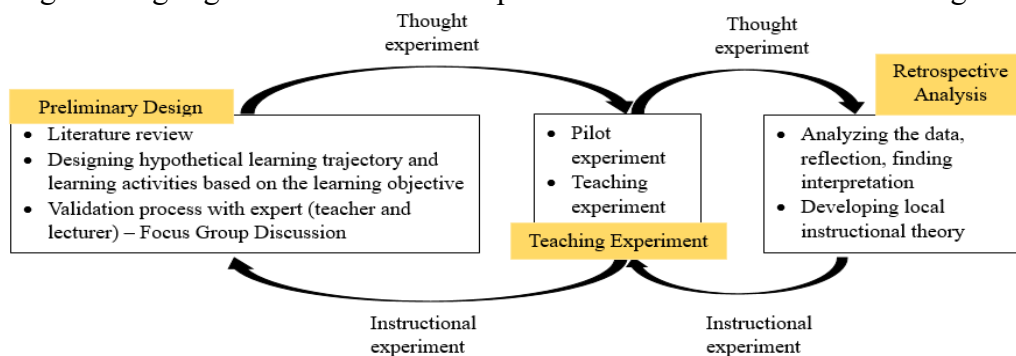 Thought
experiment
Thought
experiment
Preliminary Design
• Literature review
• Designing hypothetical learning trajectory and
learning activities based on the learning objective
• Validation process with expert (teacher and
lecturer) – Focus Group Discussion
• Pilot
experiment
• Teaching
experiment
Teaching Experiment
Retrospective
Analysis
• Analyzing the data,
reflection, finding
interpretation
• Developing local
instructional theory
Instructional
experiment
Instructional
experiment